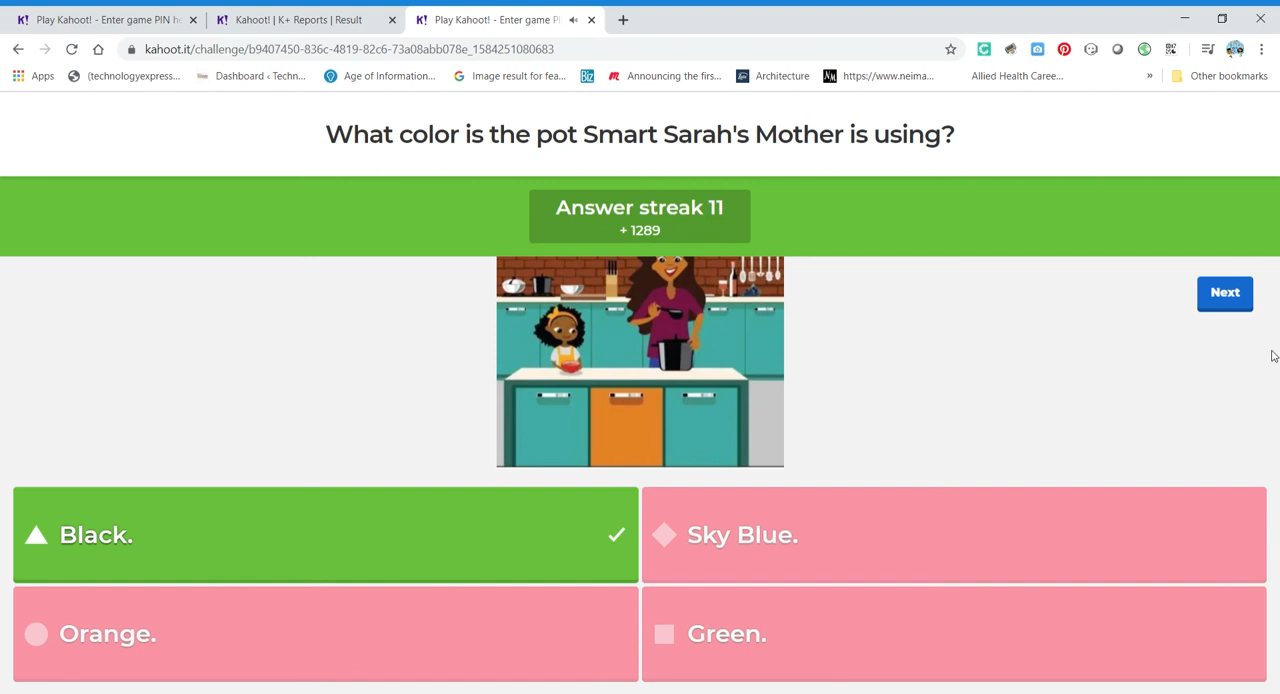 Play Kahoot! - Enter game PIN he
Kahoot! | K+ Reports | Result
Play Kahoot! - Enter game P
kahoot.it/challenge/b9407450-836c-4819-82c6-73a08abb078e_1584251080683
Apps
(technologyexpress...
Dashboard ‹ Techn...
Age of Information...
Image result for fea...
Biz
Announcing the firs...
Architecture
NM
https://www.neima...
Allied Health Caree...
»
Other bookmarks
What color is the pot Smart Sarah's Mother is using?
Answer streak 11
+ 1289
Next
Black.
Sky Blue.
Orange.
Green.